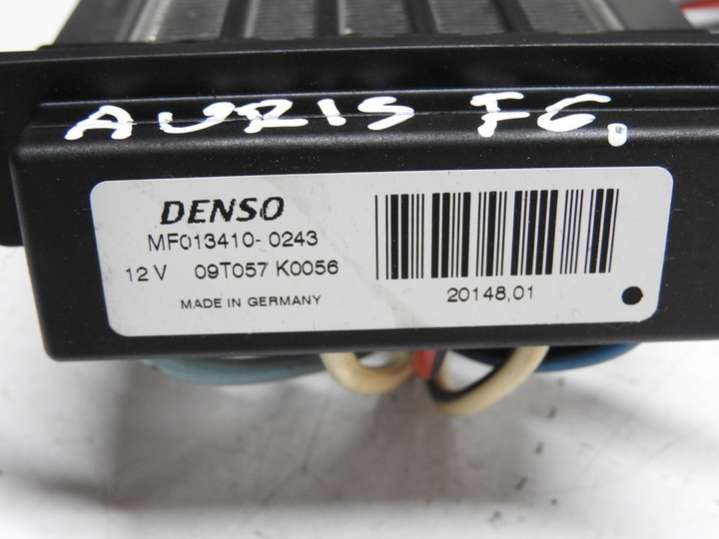 AURIS FG.
DENSO
MF013410- 0243
12 V 09T057 K0056
MADE IN GERMANY
20148,01